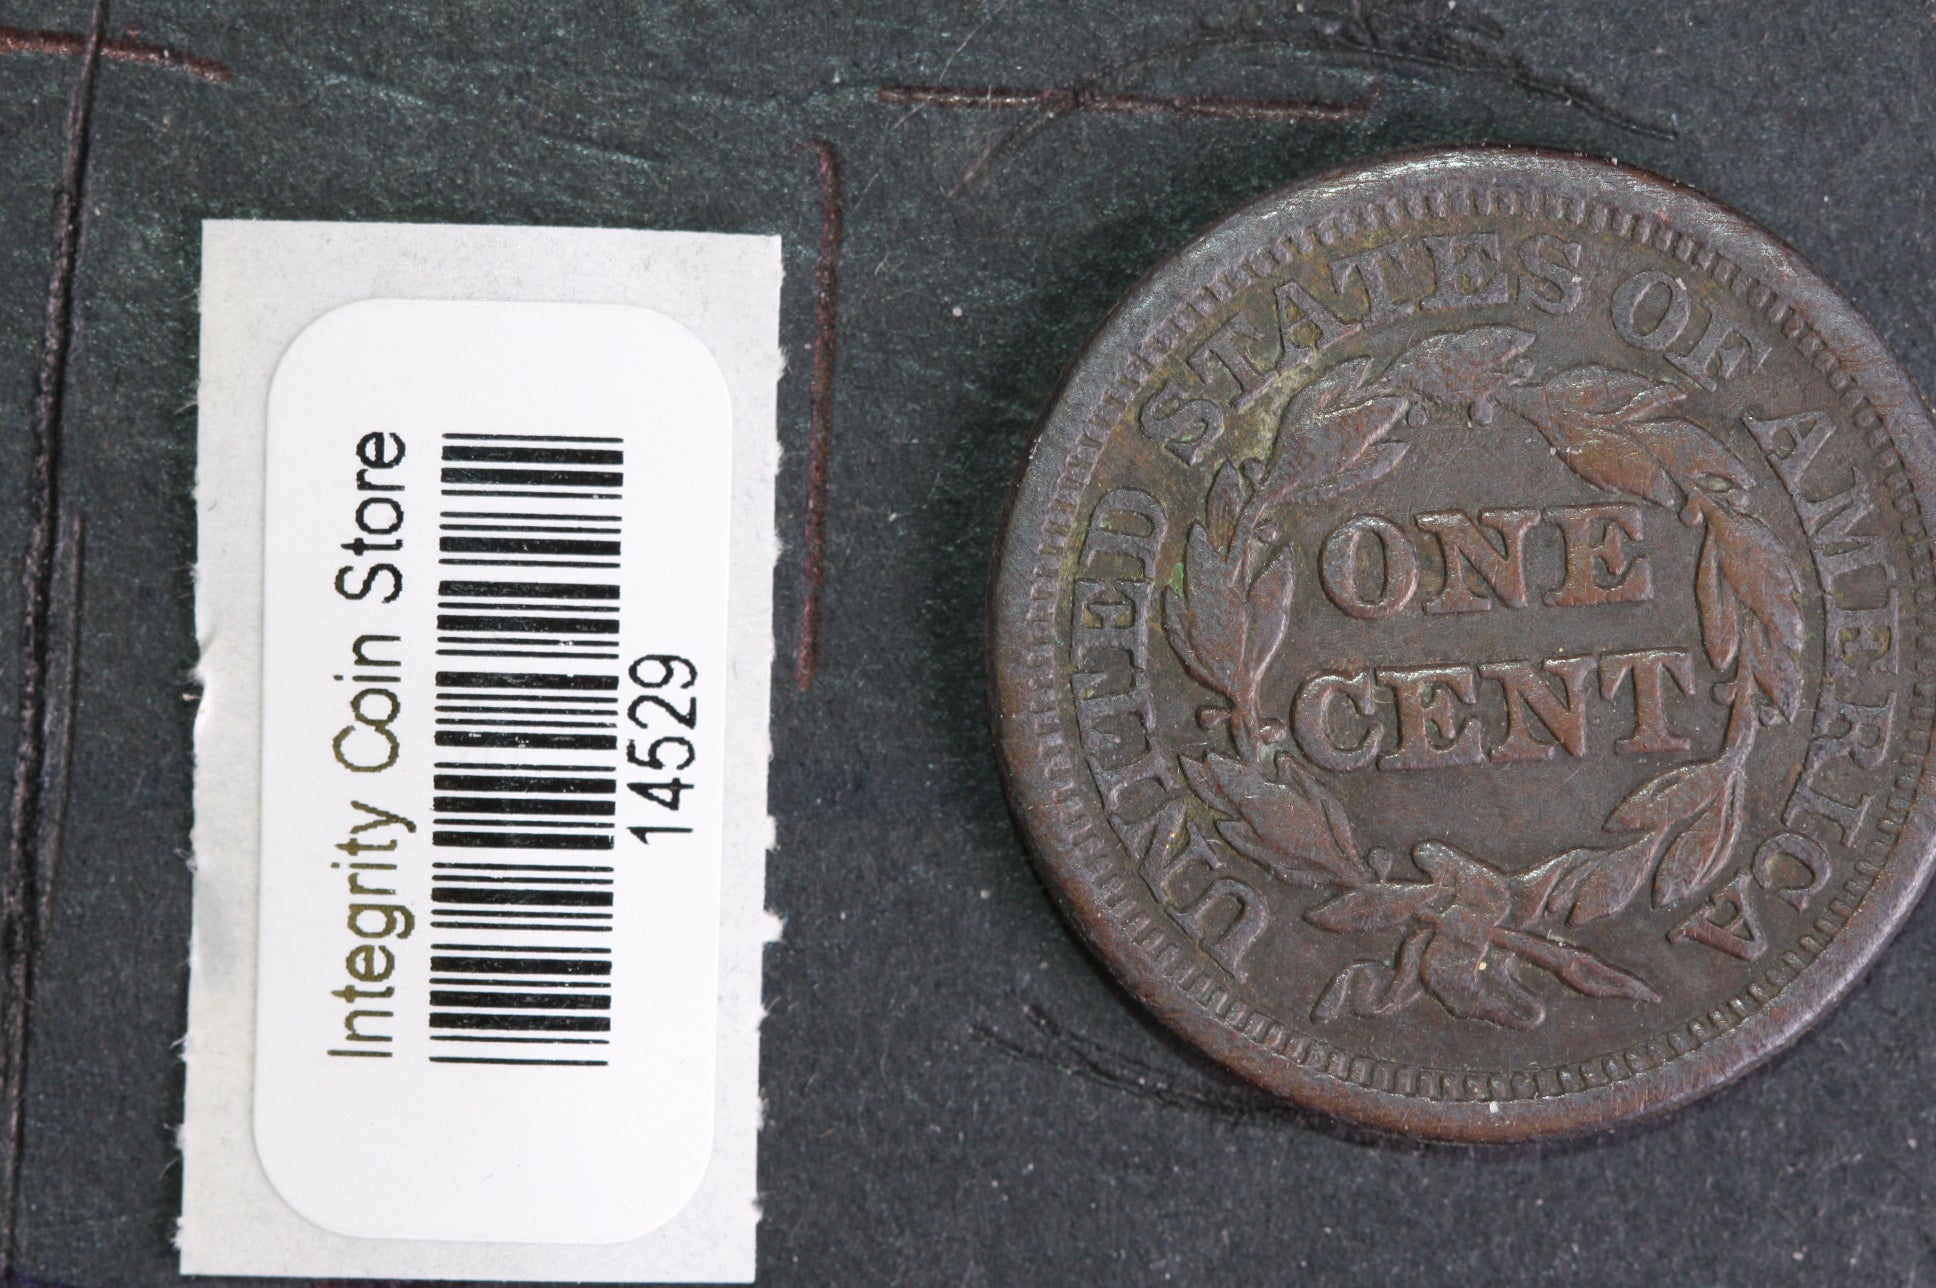 Integrity Coin Store
14529
UNITED STATES OF AMERICA
ONE
CENT